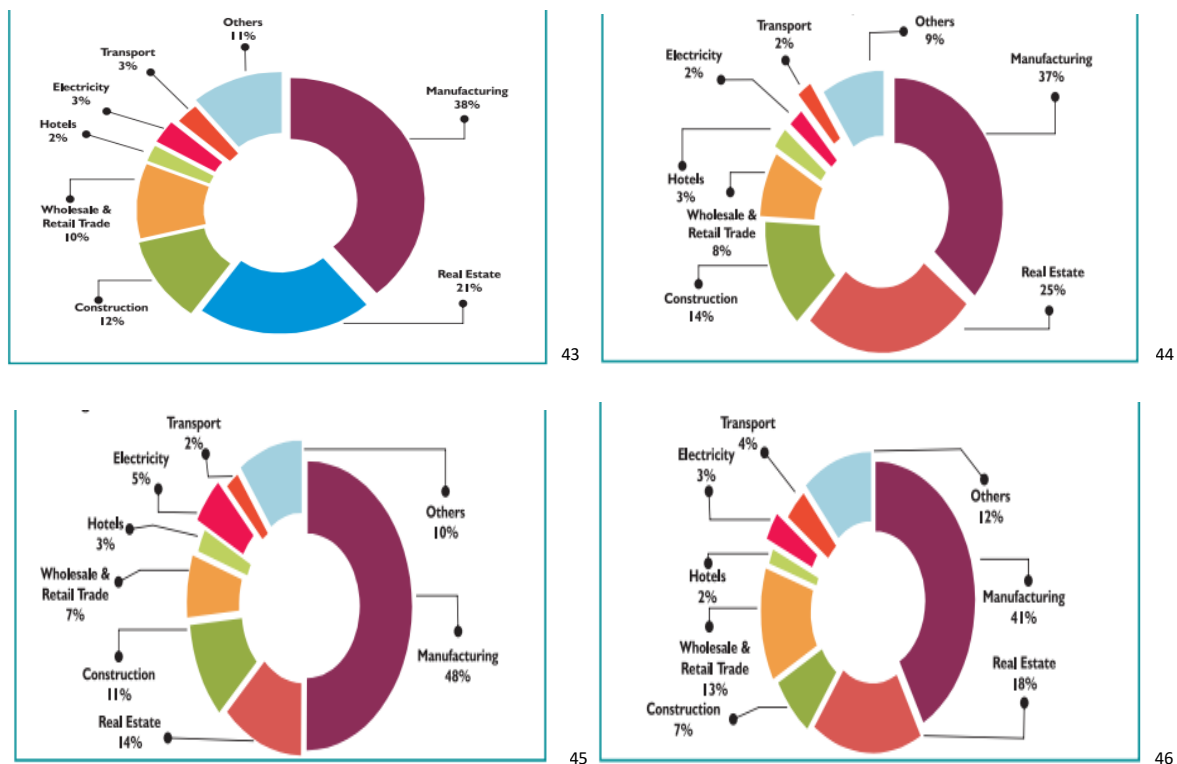 Others
11%
Transport
3%
Electricity
3%
Hotels
2%
Wholesale &
Retail Trade
10%
Construction
12%
Manufacturing
38%
Real Estate
21%
43
Others
9%
Transport
2%
Electricity
2%
Hotels
3%
Wholesale &
Retail Trade
8%
Construction
14%
Manufacturing
37%
Real Estate
25%
44
Transport
2%
Electricity
5%
Hotels
3%
Wholesale &
Retail Trade
7%
Construction
11%
Real Estate
14%
Others
10%
Manufacturing
48%
45
Transport
4%
Electricity
3%
Hotels
2%
Wholesale &
Retail Trade
13%
Construction
7%
Others
12%
Manufacturing
41%
Real Estate
18%
46